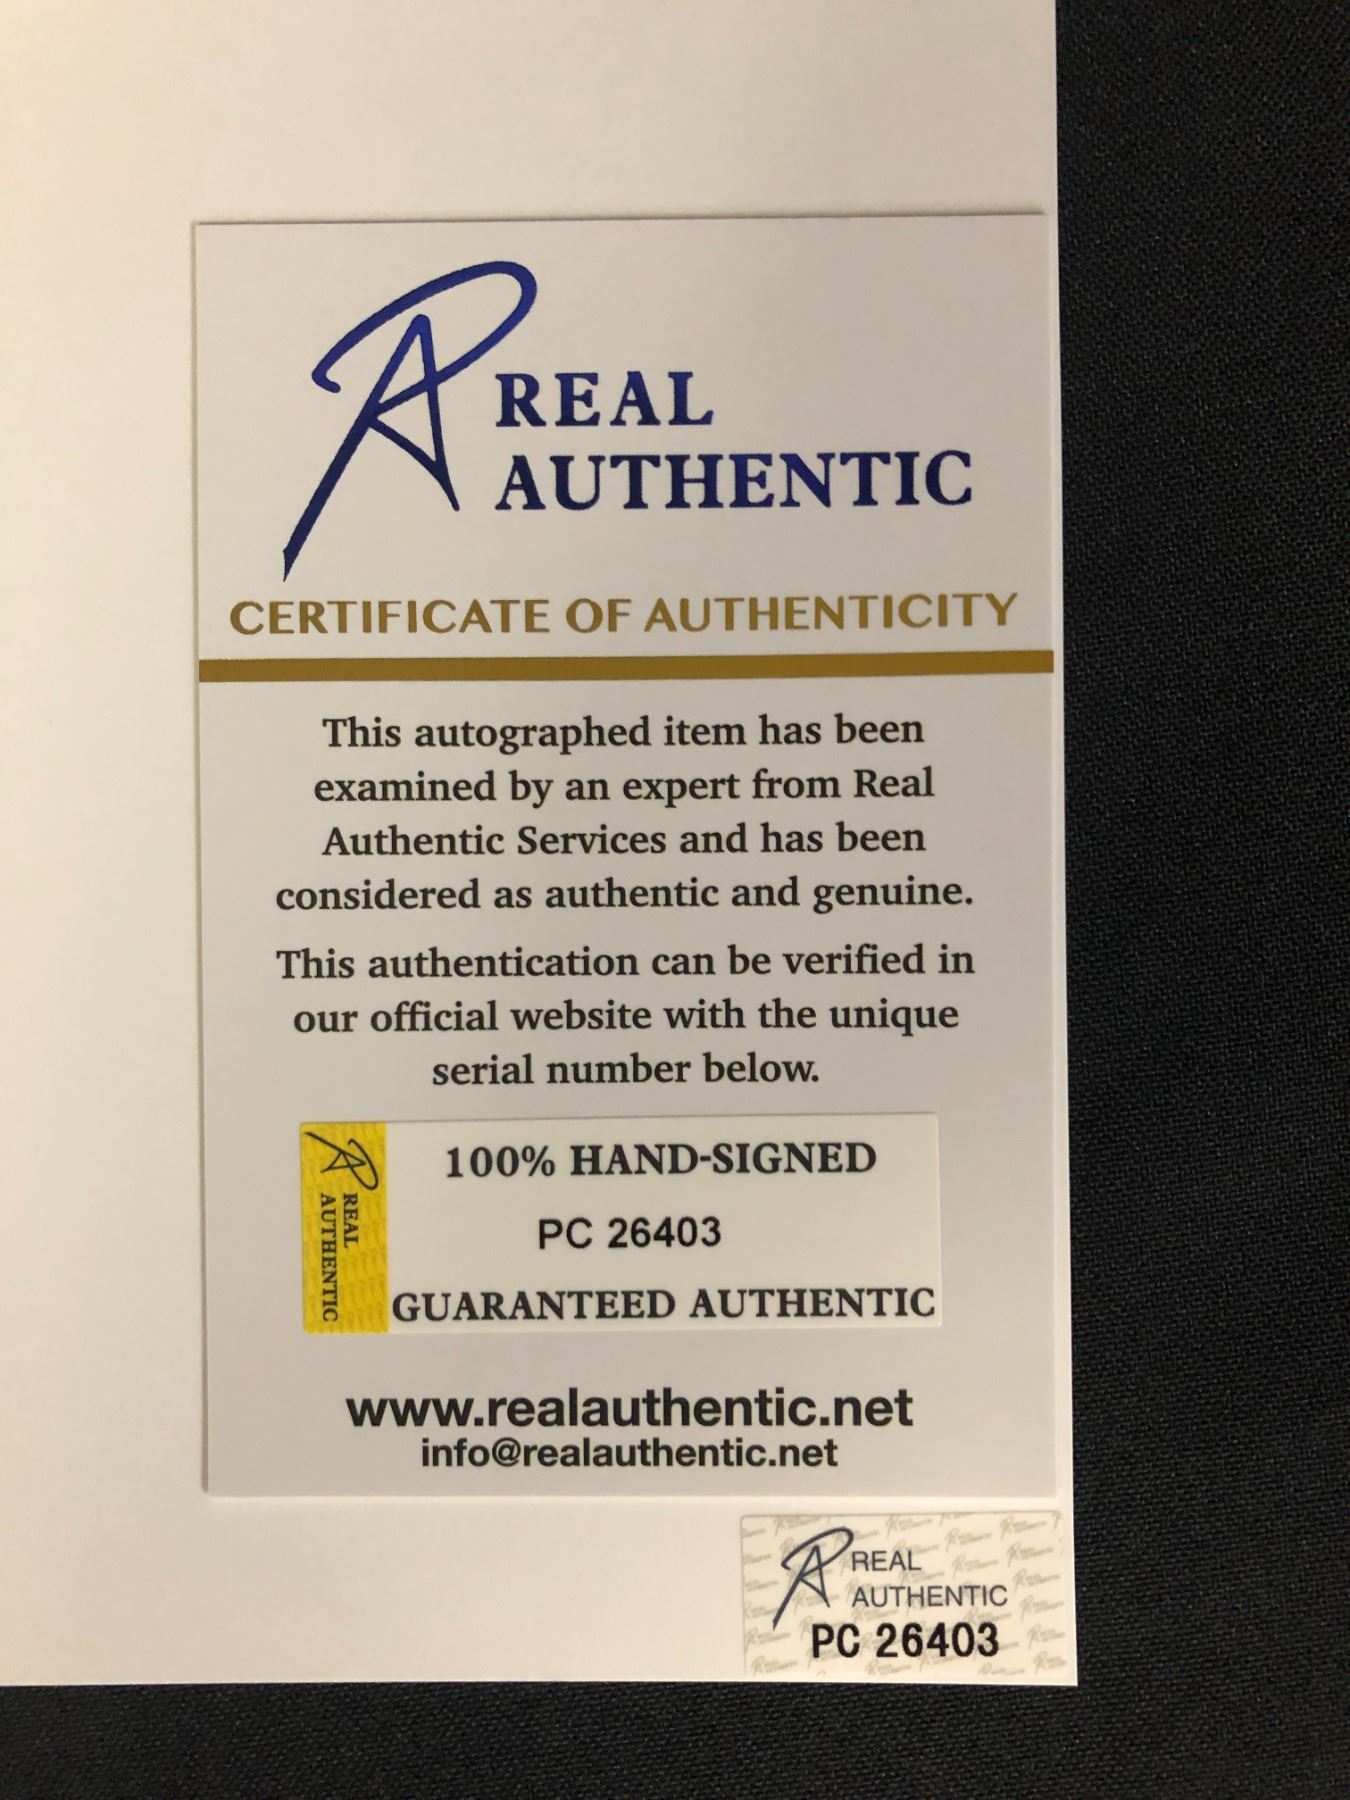 REAL
AUTHENTIC
CERTIFICATE OF AUTHENTICITY
This autographed item has been
examined by an expert from Real
Authentic Services and has been
considered as authentic and genuine.
This authentication can be verified in
our official website with the unique
serial number below.
REAL
AUTHENTIC
100% HAND-SIGNED
PC 26403
GUARANTEED AUTHENTIC
www.realauthentic.net
info@realauthentic.net
REAL
AUTHENTIC
PC 26403